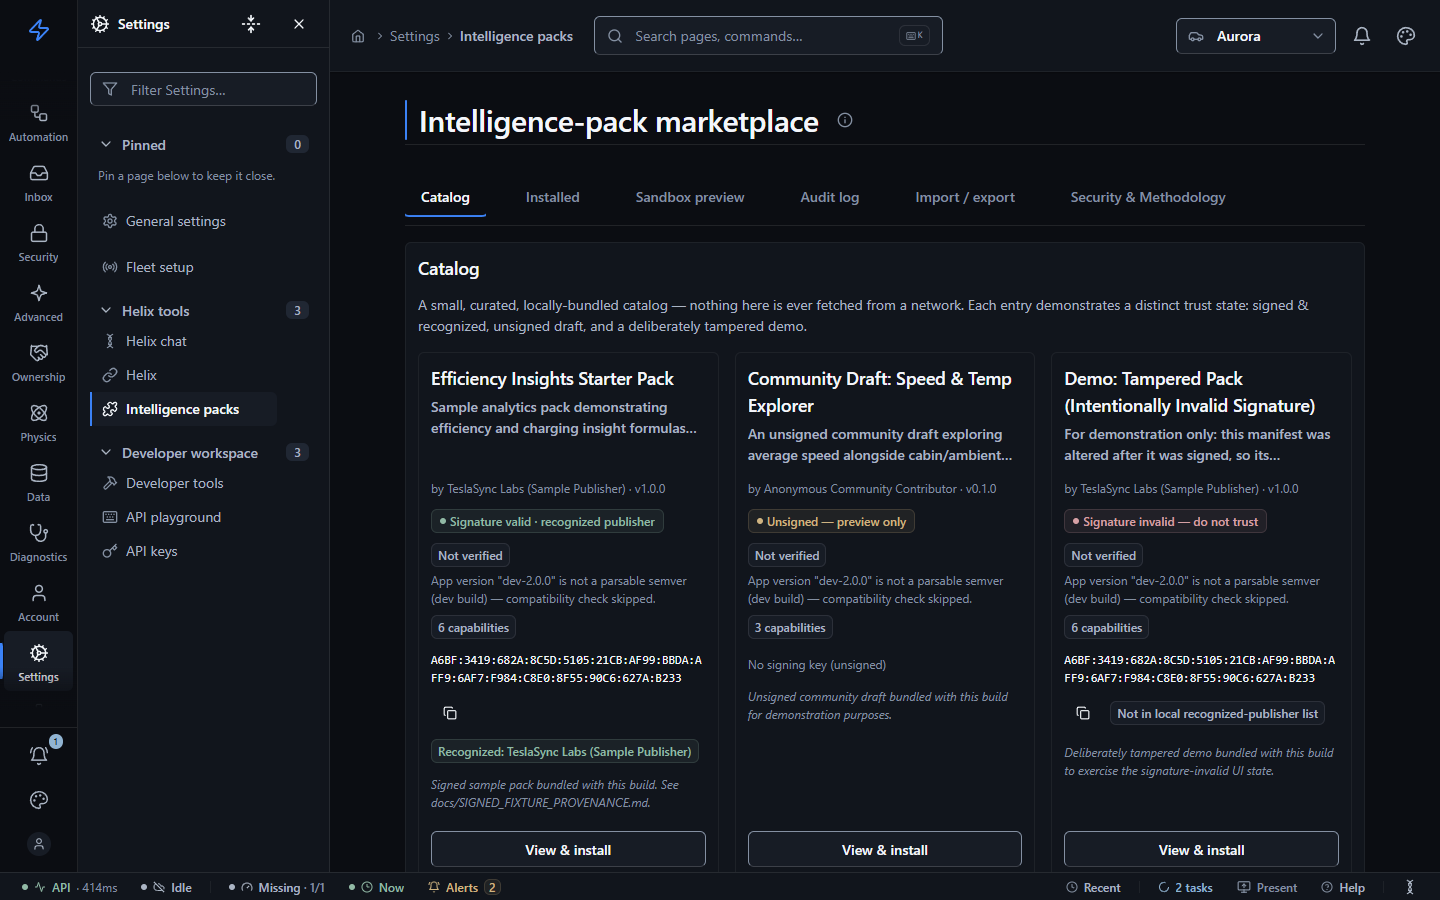 Settings
Filter Settings...
Pinned
0
Pin a page below to keep it close.
General settings
Fleet setup
Helix tools
3
Helix chat
Helix
Intelligence packs
Developer workspace
3
Developer tools
API playground
API keys
Automation
Inbox
Security
Advanced
Ownership
Physics
Data
Diagnostics
Account
Settings
1
Settings
Intelligence packs
Search pages, commands...
K
Aurora
Intelligence-pack marketplace
Catalog
Installed
Sandbox preview
Audit log
Import / export
Security & Methodology
Catalog
A small, curated, locally-bundled catalog — nothing here is ever fetched from a network. Each entry demonstrates a distinct trust state: signed &
recognized, unsigned draft, and a deliberately tampered demo.
Efficiency Insights Starter Pack
Sample analytics pack demonstrating
efficiency and charging insight formulas...
by TeslaSync Labs (Sample Publisher) · v1.0.0
Signature valid · recognized publisher
Not verified
App version "dev-2.0.0" is not a parsable semver
(dev build) — compatibility check skipped.
6 capabilities
A6BF:3419:682A:8C5D:5105:21CB:AF99:BBDA:A
FF9:6AF7:F984:C8E0:8F55:90C6:627A:B233
Recognized: TeslaSync Labs (Sample Publisher)
Signed sample pack bundled with this build. See
docs/SIGNED_FIXTURE_PROVENANCE.md.
View & install
Community Draft: Speed & Temp
Explorer
An unsigned community draft exploring
average speed alongside cabin/ambient...
by Anonymous Community Contributor · v0.1.0
Unsigned — preview only
Not verified
App version "dev-2.0.0" is not a parsable semver
(dev build) — compatibility check skipped.
3 capabilities
No signing key (unsigned)
Unsigned community draft bundled with this build
for demonstration purposes.
View & install
Demo: Tampered Pack
(Intentionally Invalid Signature)
For demonstration only: this manifest was
altered after it was signed, so its...
by TeslaSync Labs (Sample Publisher) · v1.0.0
Signature invalid — do not trust
Not verified
App version "dev-2.0.0" is not a parsable semver
(dev build) — compatibility check skipped.
6 capabilities
A6BF:3419:682A:8C5D:5105:21CB:AF99:BBDA:A
FF9:6AF7:F984:C8E0:8F55:90C6:627A:B233
Not in local recognized-publisher list
Deliberately tampered demo bundled with this build
to exercise the signature-invalid UI state.
View & install
API · 414ms
Idle
Missing · 1/1
Now
Alerts 2
Recent
2 tasks
Present
Help